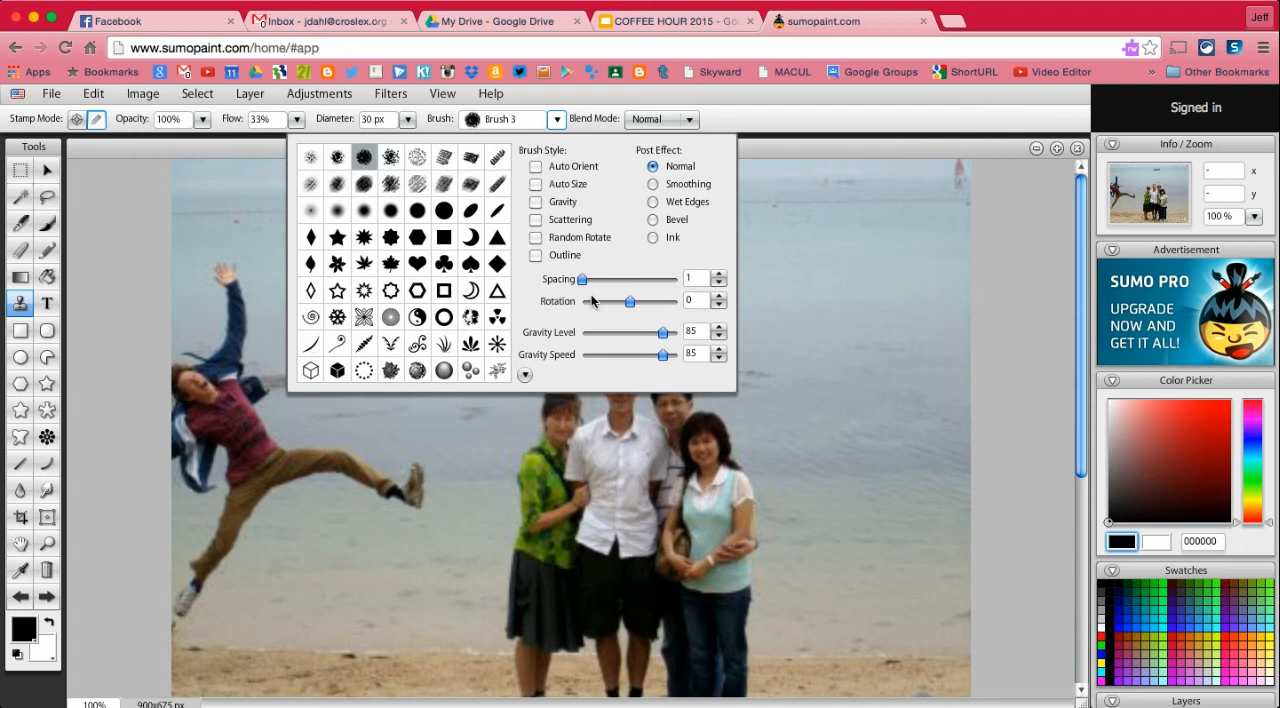 Facebook
Inbox - jdahl@croslex.org
My Drive - Google Drive
COFFEE HOUR 2015 - Go
sumopaint.com
Jeff
www.sumopaint.com/home/#app
Apps
Bookmarks
Skyward
MACUL
Google Groups
ShortURL
Video Editor
»
Other Bookmarks
File Edit Image Select Layer Adjustments Filters View Help
Signed in
Stamp Mode: Opacity: 100% Flow: 33% Diameter: 30 px Brush: Brush 3 Blend Mode: Normal
Tools
Brush Style:
Auto Orient
Auto Size
Gravity
Scattering
Random Rotate
Outline
Post Effect:
Normal
Smoothing
Wet Edges
Bevel
Ink
Spacing 1
Rotation 0
Gravity Level 85
Gravity Speed 85
T
Info / Zoom
- x
- y
100 %
Advertisement
SUMO PRO
UPGRADE
NOW AND
GET IT ALL!
Color Picker
000000
Swatches
Layers
100% 900x675 px